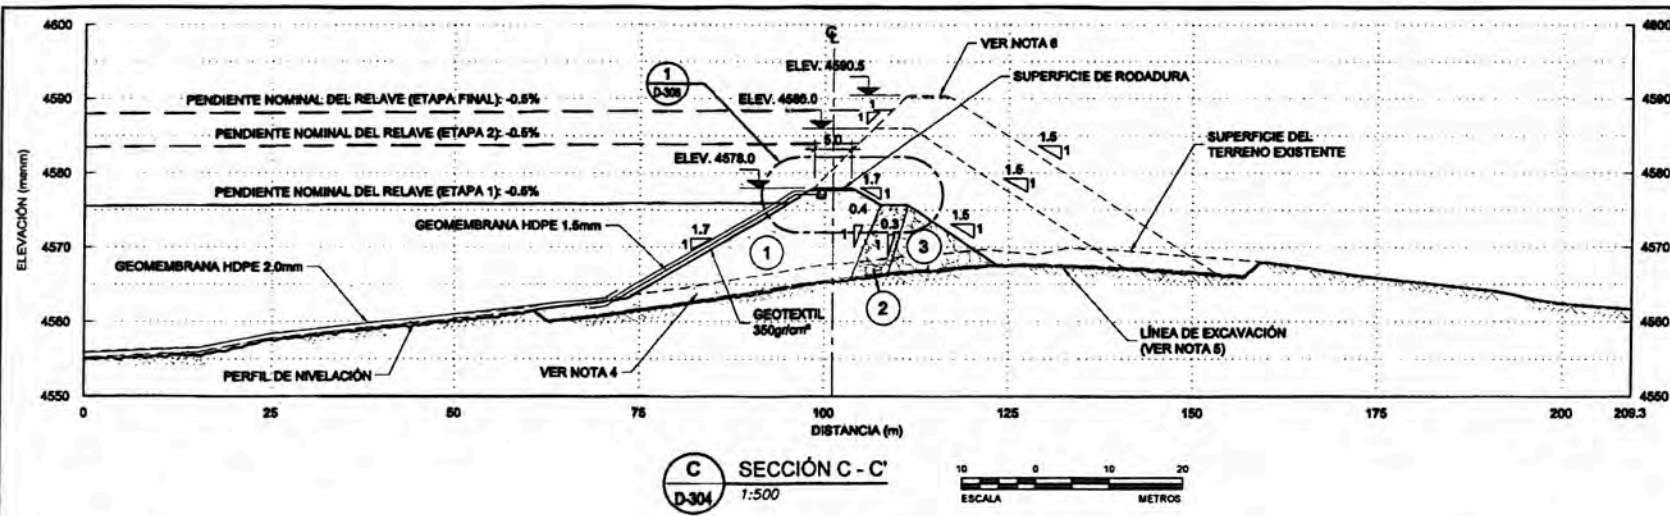 4600
4590
4580
4570
4560
4550
ELEVACIÓN (msnm)
4600
4590
4580
4570
4560
4550
0
25
50
75
100
125
150
175
200
209.3
DISTANCIA (m)
PENDIENTE NOMINAL DEL RELAVE (ETAPA FINAL): -0.5%
PENDIENTE NOMINAL DEL RELAVE (ETAPA 2): -0.5%
PENDIENTE NOMINAL DEL RELAVE (ETAPA 1): -0.5%
1
D-308
ELEV. 4590.5
ELEV.
ELEV. 4578.0
5.0
VER NOTA 6
SUPERFICIE DE RODADURA
SUPERFICIE DEL
TERRENO EXISTENTE
1
1
1.5
1
1.5
1
1.7
1
0.4
1
0.3
1
1.5
1
1.7
1
1
2
3
GEOMEMBRANA HDPE 1.5mm
GEOMEMBRANA HDPE 2.0mm
GEOTEXTIL
350gr/cm²
PERFIL DE NIVELACIÓN
VER NOTA 4
LÍNEA DE EXCAVACIÓN
(VER NOTA 5)
C
D-304
SECCIÓN C - C'
1:500
10 0 10 20
ESCALA METROS